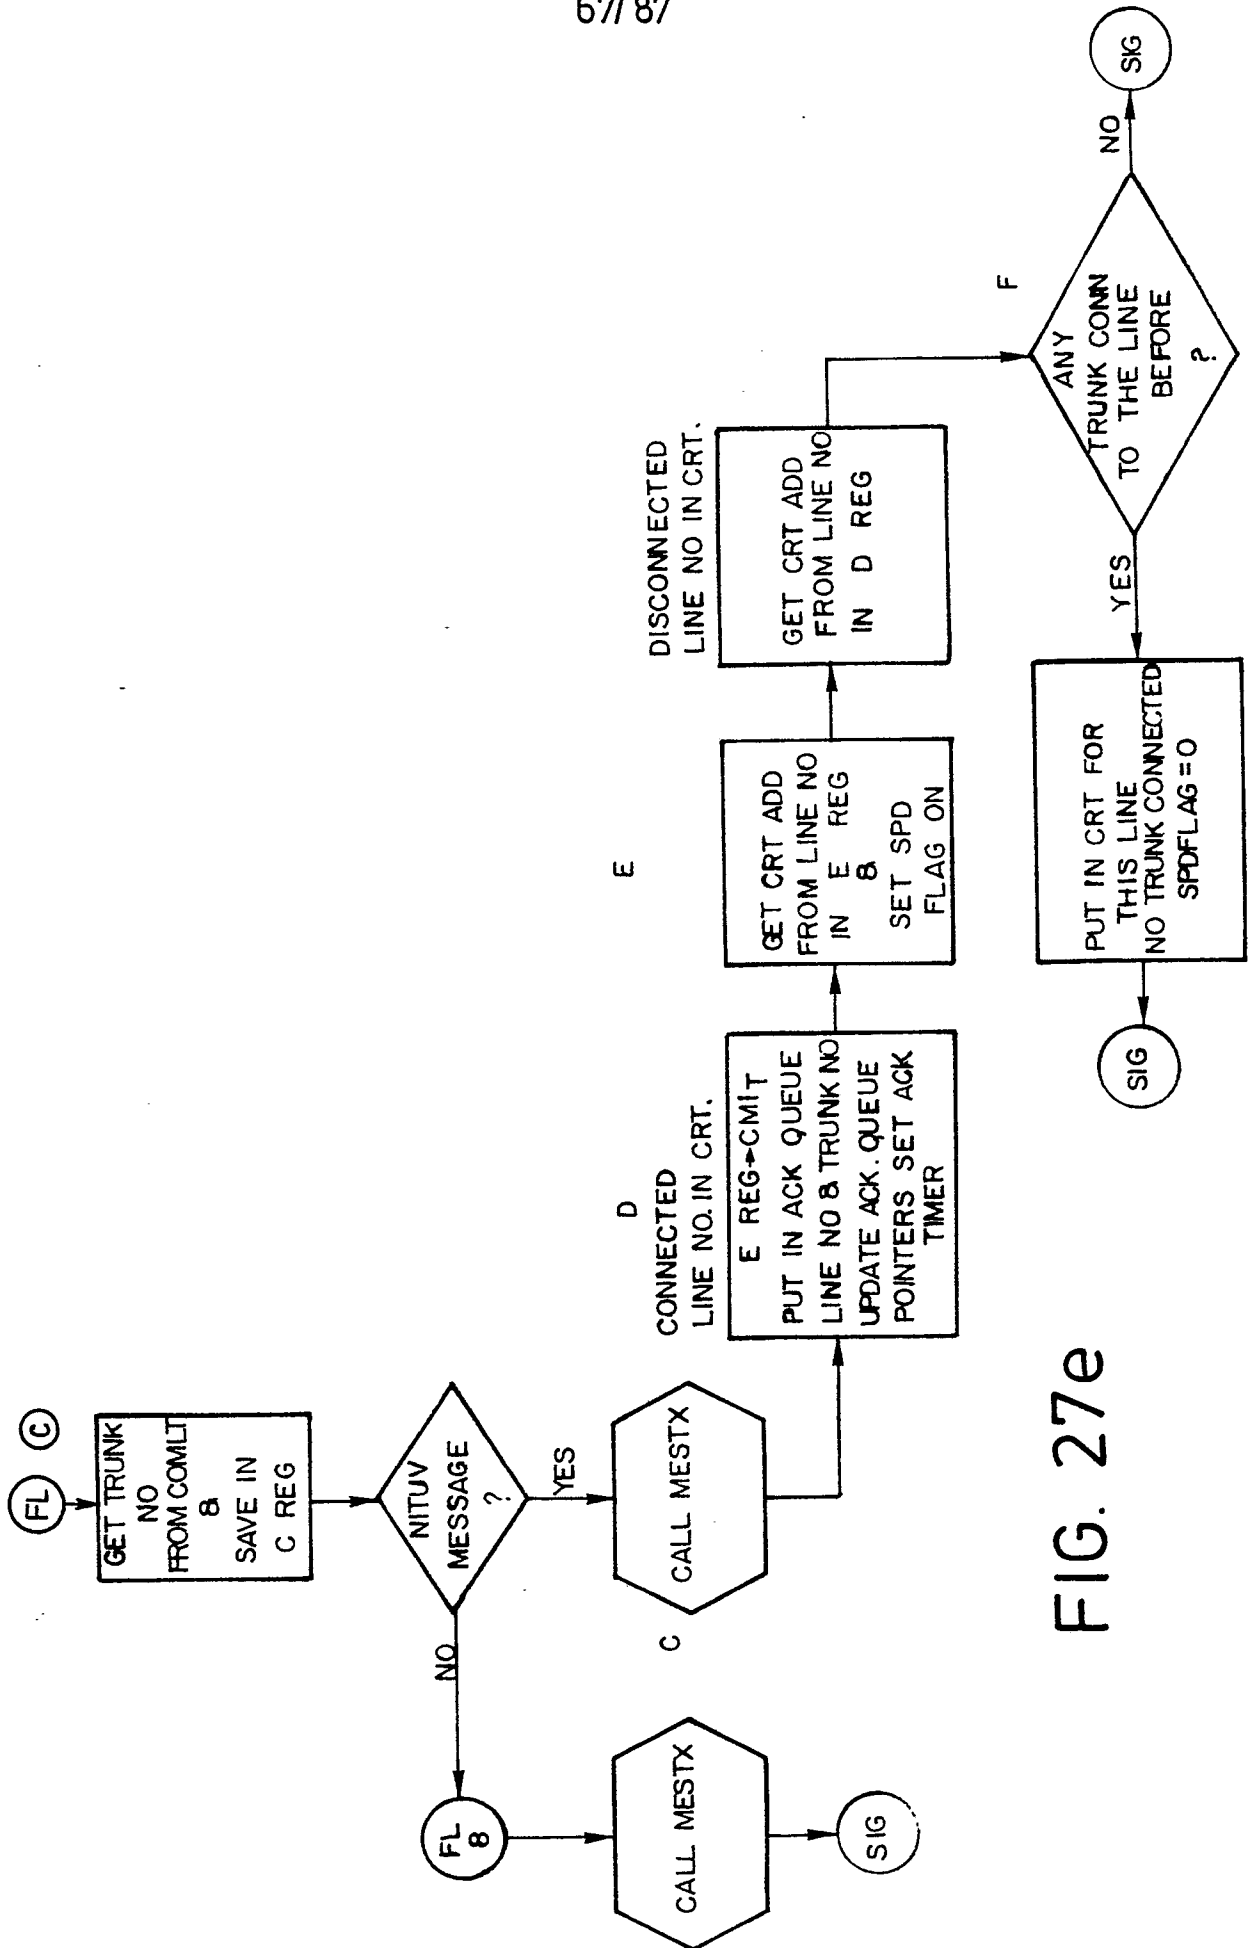 67/87
FL
C
GET TRUNK
NO
FROM COMLT
&
SAVE IN
C REG
NITUV
MESSAGE
?
NO
YES
FL
8
CALL MESTX
SIG
C
CALL MESTX
D
CONNECTED
LINE NO. IN CRT.
E REG→CMIT
PUT IN ACK QUEUE
LINE NO & TRUNK NO
UPDATE ACK. QUEUE
POINTERS SET ACK
TIMER
E
GET CRT ADD
FROM LINE NO
IN E REG
&
SET SPD
FLAG ON
DISCONNECTED
LINE NO IN CRT.
GET CRT ADD
FROM LINE NO
IN D REG
F
ANY
TRUNK CONN
TO THE LINE
BEFORE
?
NO
SIG
YES
PUT IN CRT FOR
THIS LINE
NO TRUNK CONNECTED
SPDFLAG=0
SIG
FIG. 27e